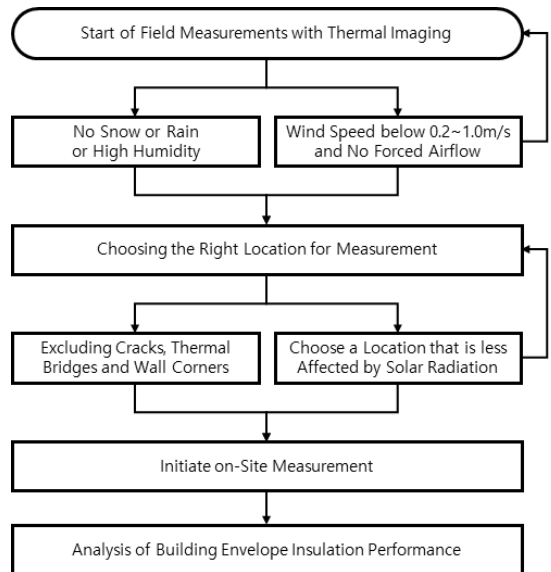 Start of Field Measurements with Thermal Imaging
No Snow or Rain
or High Humidity
Wind Speed below 0.2~1.0m/s
and No Forced Airflow
Choosing the Right Location for Measurement
Excluding Cracks, Thermal
Bridges and Wall Corners
Choose a Location that is less
Affected by Solar Radiation
Initiate on-Site Measurement
Analysis of Building Envelope Insulation Performance